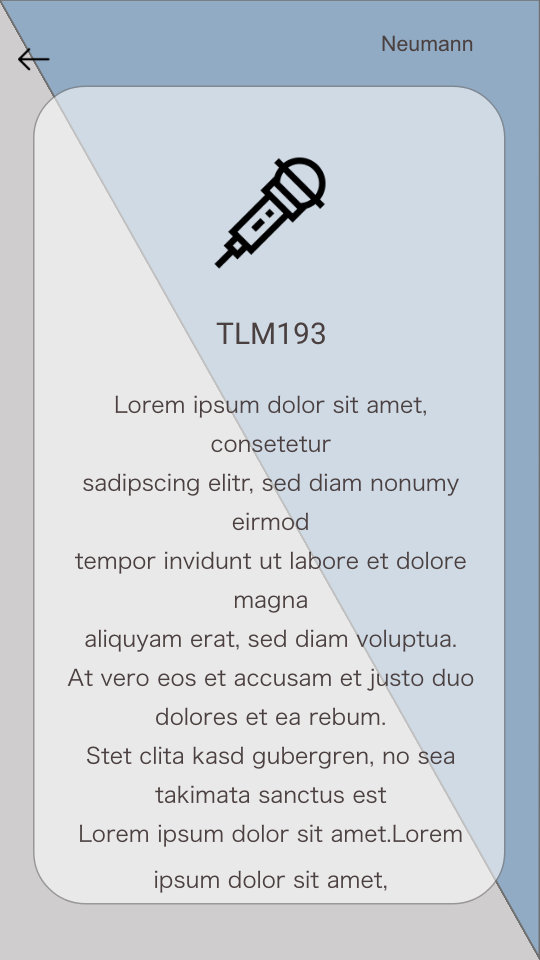 Neumann
TLM193
Lorem ipsum dolor sit amet,
consetetur
sadipscing elitr, sed diam nonumy
eirmod
tempor invidunt ut labore et dolore
magna
aliquyam erat, sed diam voluptua.
At vero eos et accusam et justo duo
dolores et ea rebum.
Stet clita kasd gubergren, no sea
takimata sanctus est
Lorem ipsum dolor sit amet.Lorem
ipsum dolor sit amet,